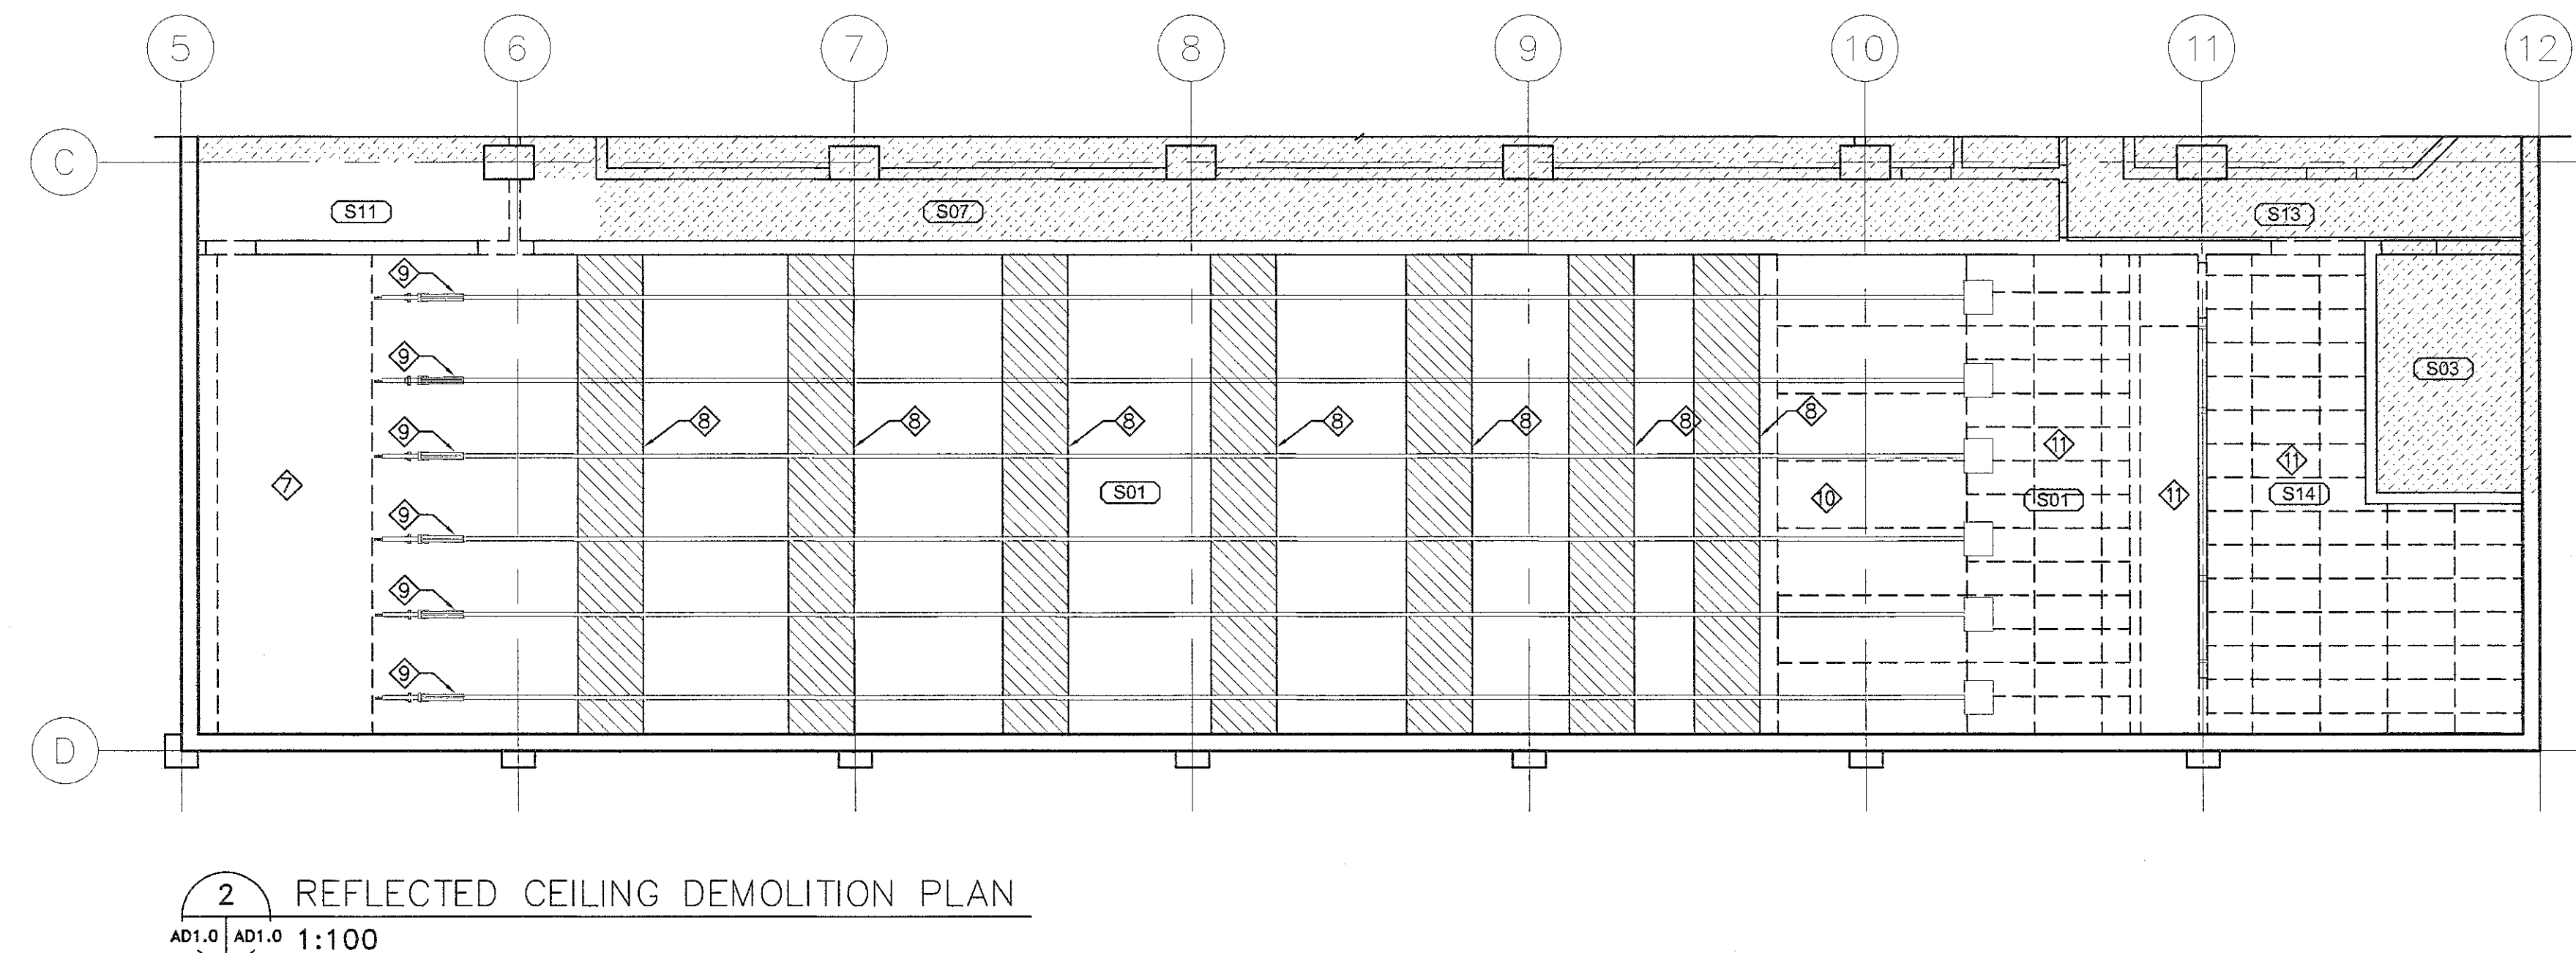 5 6 7 8 9 10 11 12
C
S11 S07 S13
9
9 S03
8 8 8 8 8 8 8
9
11 11
7 S01 10 S01 11 S14
9
9
9
D
2 REFLECTED CEILING DEMOLITION PLAN
AD1.0 AD1.0 1:100